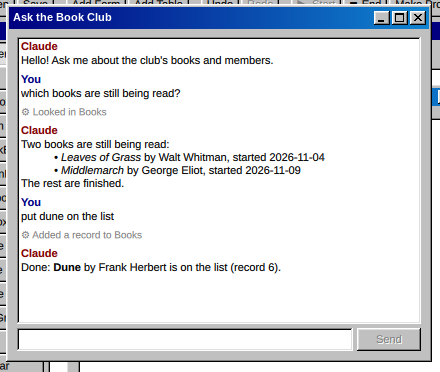 Ask the Book Club
Claude
Hello! Ask me about the club's books and members.
You
which books are still being read?
⚙ Looked in Books
Claude
Two books are still being read:
• Leaves of Grass by Walt Whitman, started 2026-11-04
• Middlemarch by George Eliot, started 2026-11-09
The rest are finished.
You
put dune on the list
⚙ Added a record to Books
Claude
Done: Dune by Frank Herbert is on the list (record 6).
Send